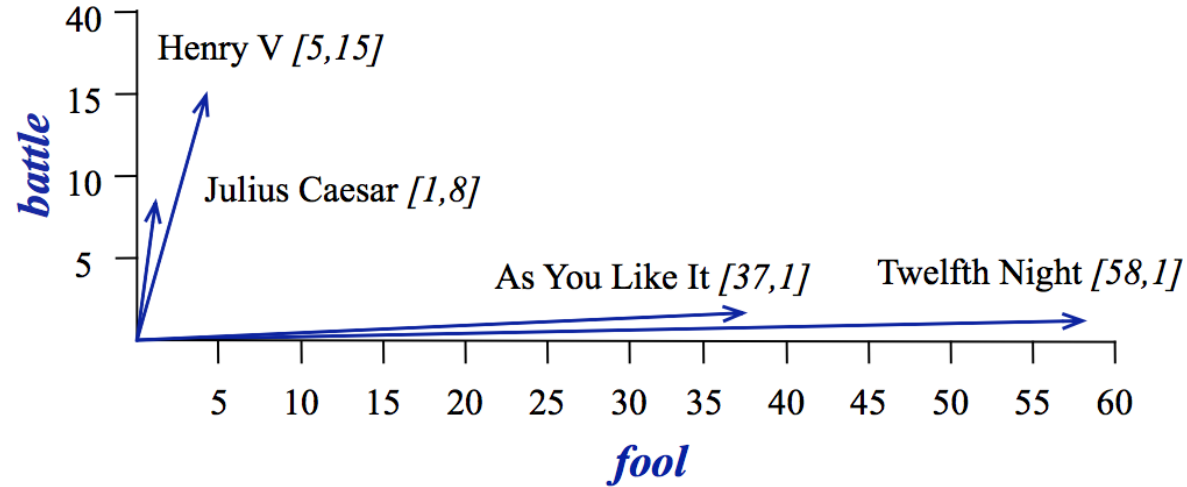 40
Henry V [5,15]
15
battle
10
Julius Caesar [1,8]
5
As You Like It [37,1] Twelfth Night [58,1]
5 10 15 20 25 30 35 40 45 50 55 60
fool